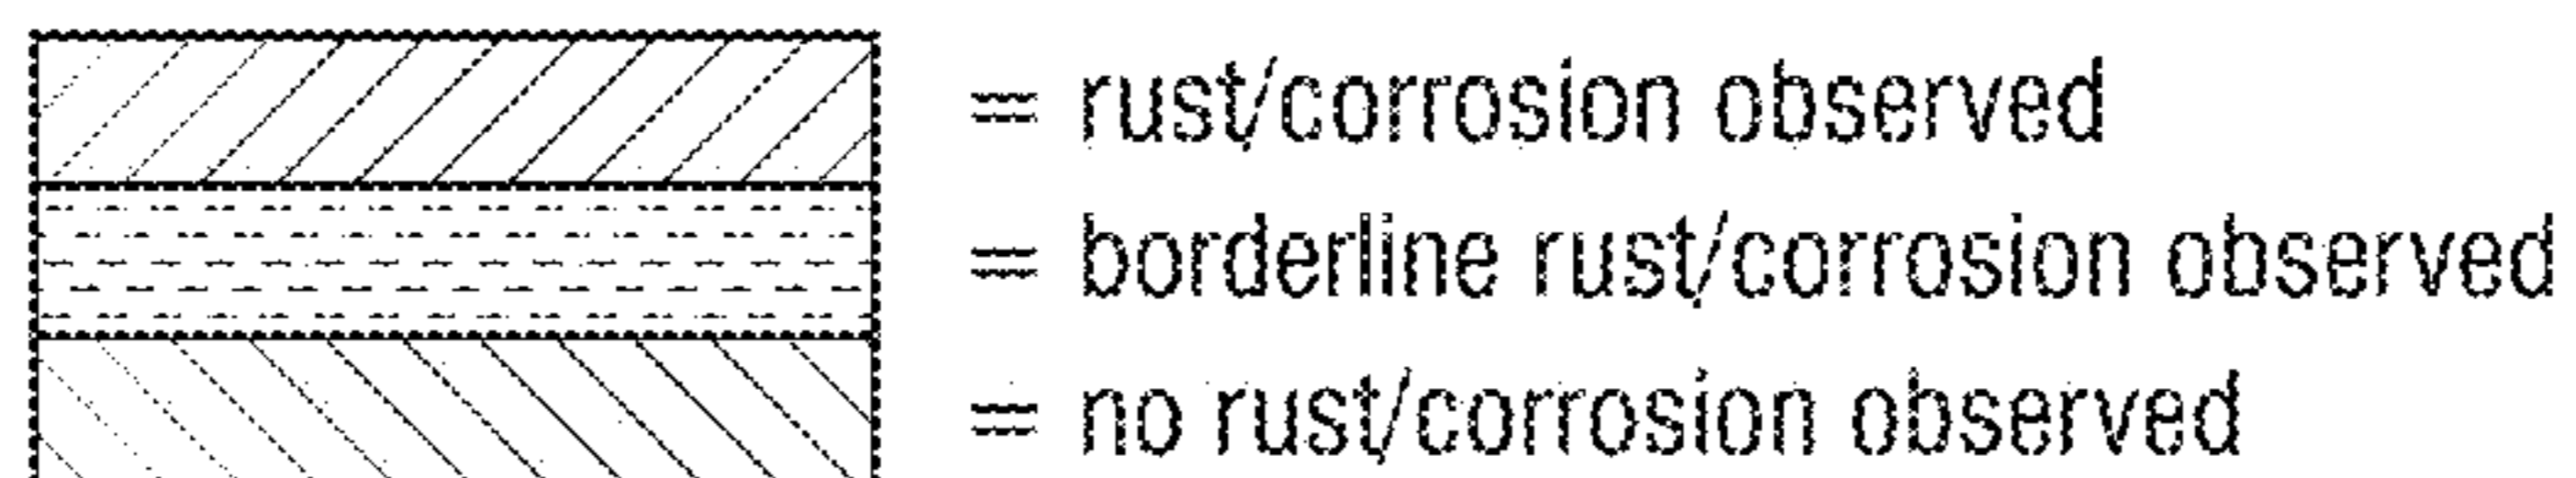 = rust/corrosion observed
= borderline rust/corrosion observed
= no rust/corrosion observed